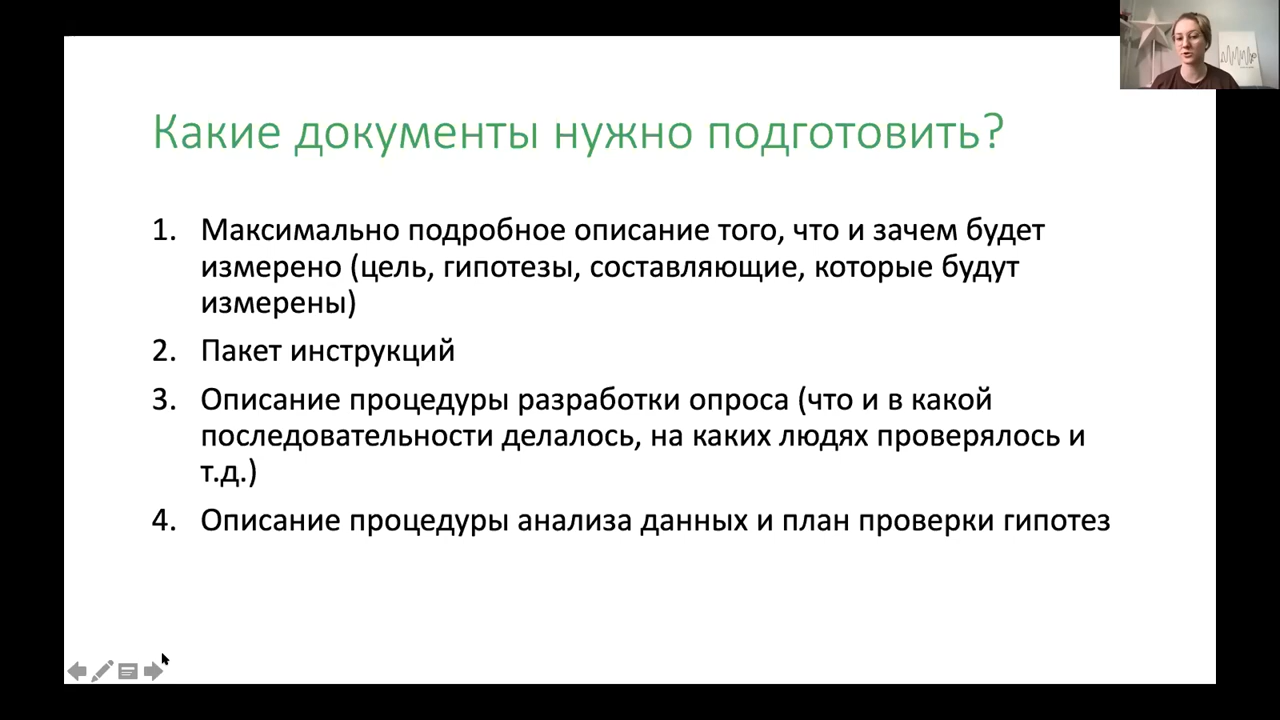 Какие документы нужно подготовить?
1. Максимально подробное описание того, что и зачем будет
измерено (цель, гипотезы, составляющие, которые будут
измерены)
2. Пакет инструкций
3. Описание процедуры разработки опроса (что и в какой
последовательности делалось, на каких людях проверялось и
т.д.)
4. Описание процедуры анализа данных и план проверки гипотез